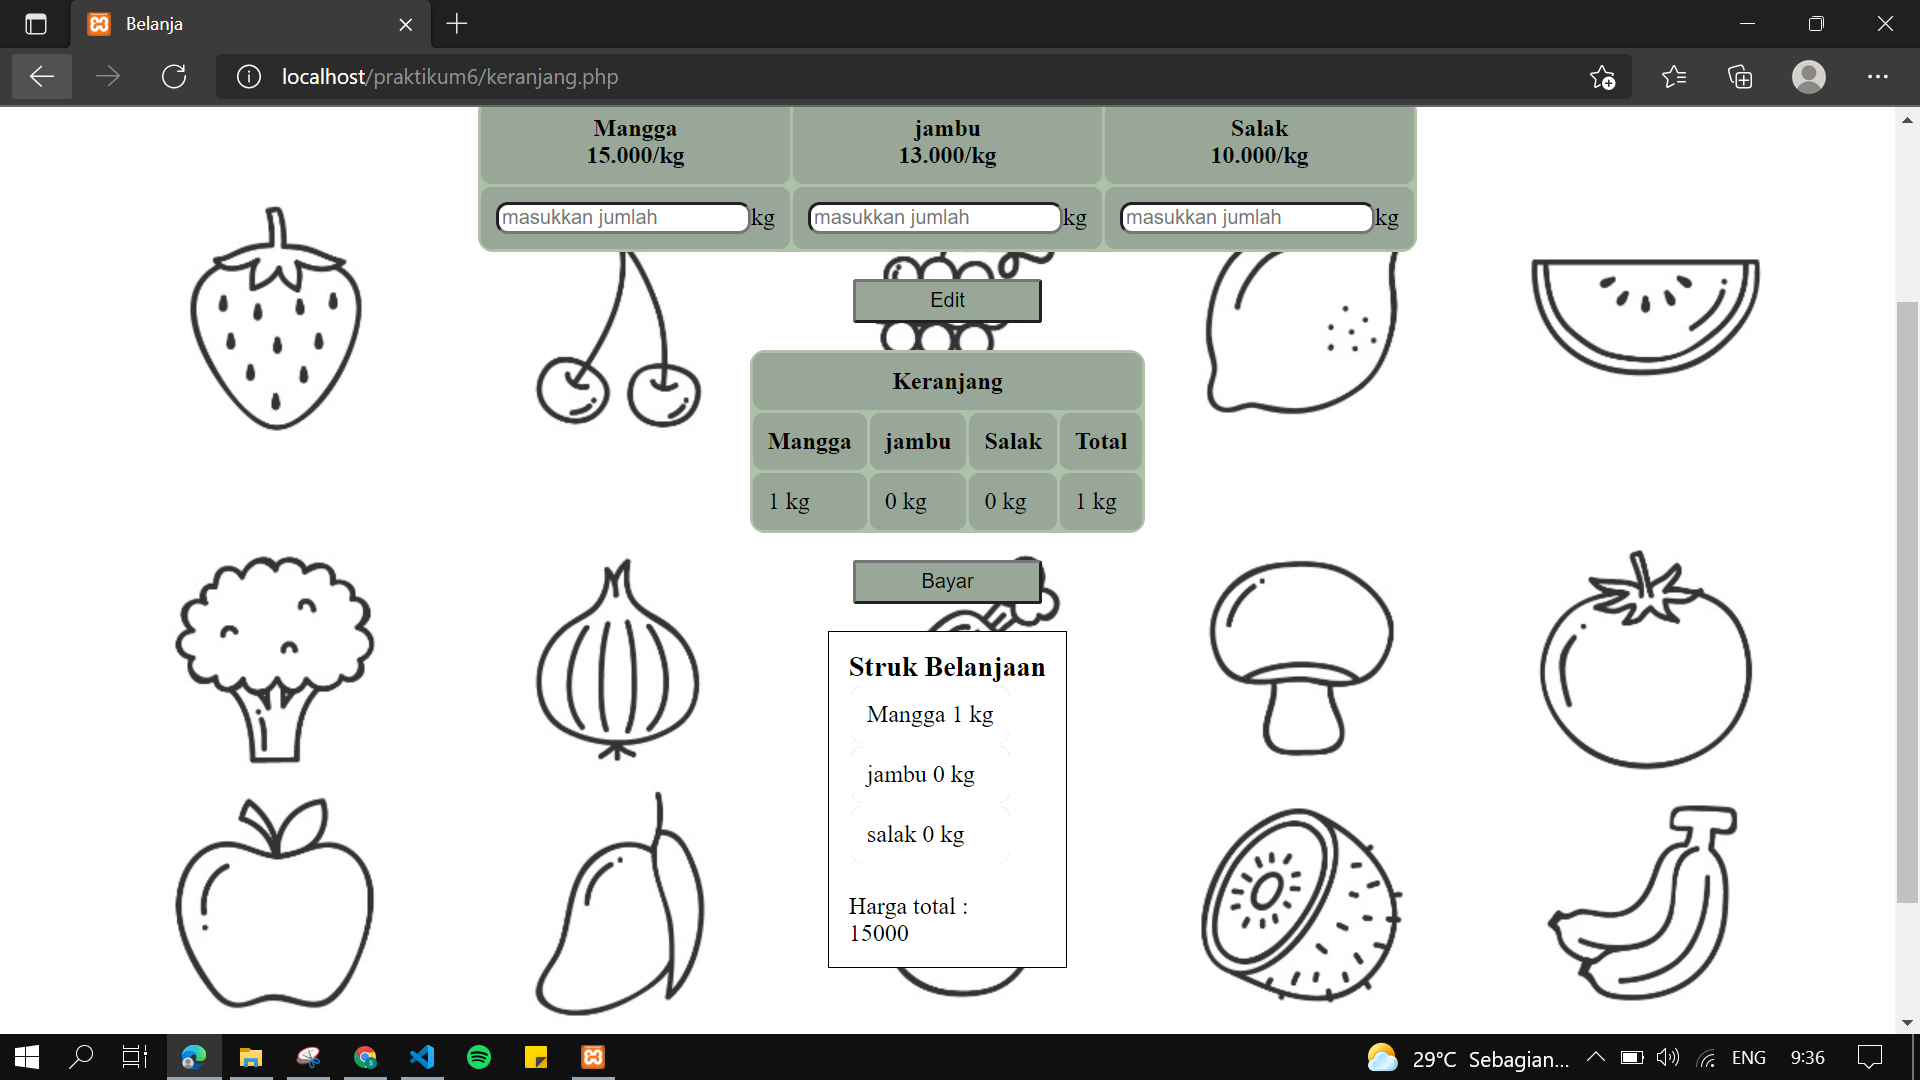 Belanja
localhost/praktikum6/keranjang.php
Mangga jambu Salak
15.000/kg 13.000/kg 10.000/kg
masukkan jumlah kg masukkan jumlah kg masukkan jumlah kg
Edit
Keranjang
Mangga jambu Salak Total
1 kg 0 kg 0 kg 1 kg
Bayar
Struk Belanjaan
Mangga 1 kg
jambu 0 kg
salak 0 kg
Harga total :
15000
29°C Sebagian... ENG 9:36